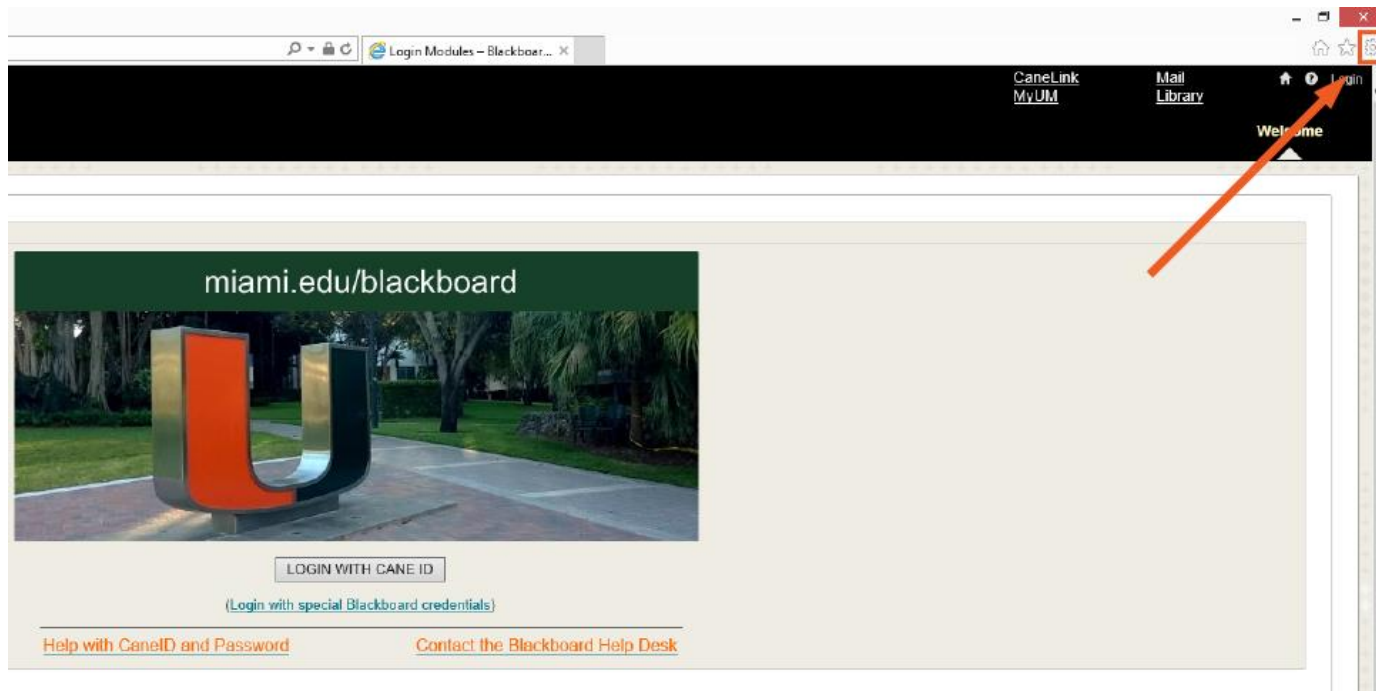 Login Modules – Blackboar...
CaneLink Mail Login
MyUM Library
Welcome
miami.edu/blackboard
LOGIN WITH CANE ID
(Login with special Blackboard credentials)
Help with CaneID and Password Contact the Blackboard Help Desk